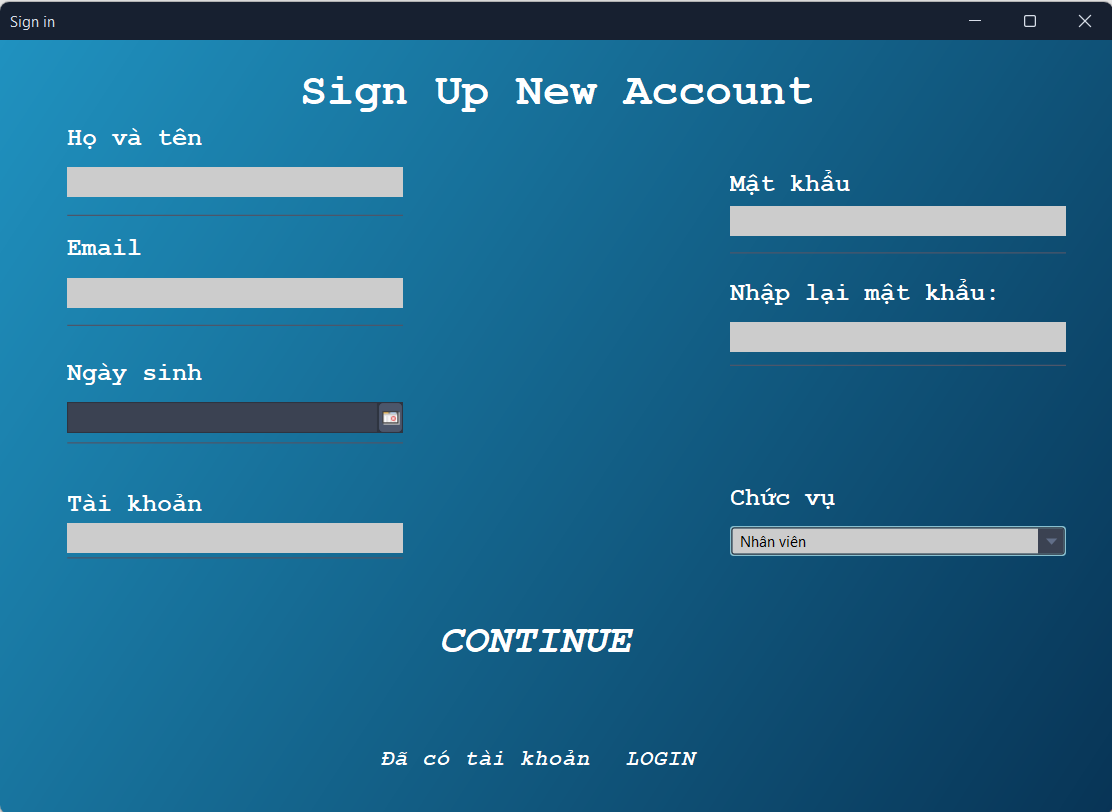 Sign in
Sign Up New Account
Họ và tên
Email
Ngày sinh
Tài khoản
Mật khẩu
Nhập lại mật khẩu:
Chức vụ
Nhân viên
CONTINUE
Đã có tài khoản LOGIN